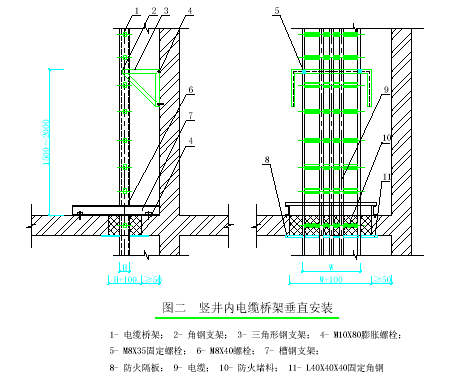 1 2 3 4
5
6
9
7
10
4
8
11
1500~2000
H
H+100
≥50
W
W+100
≥50
图二 竖井内电缆桥架垂直安装
1- 电缆桥架; 2- 角钢支架; 3- 三角形钢支架; 4- M10X80膨胀螺栓;
5- M8X35固定螺栓; 6- M8X40螺栓; 7- 槽钢支架;
8- 防火隔板; 9- 电缆; 10- 防火堵料; 11- L40X40X40固定角钢